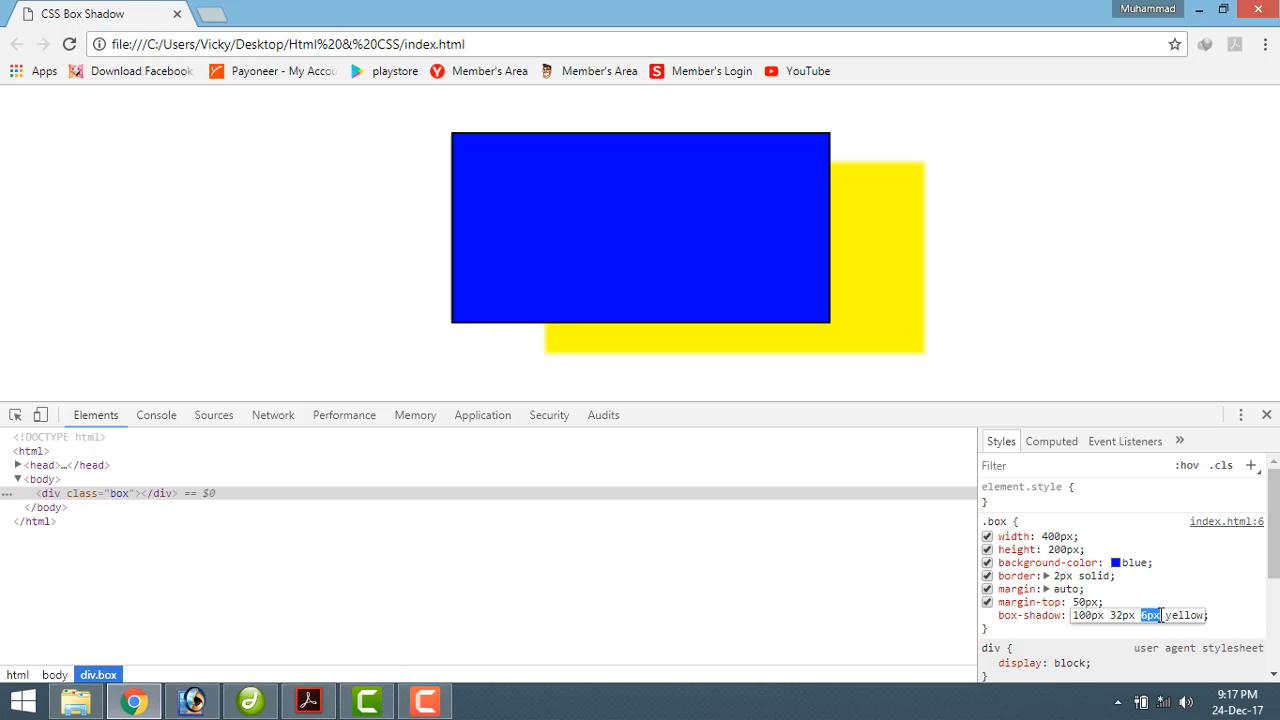 CSS Box Shadow
Muhammad
file:///C:/Users/Vicky/Desktop/Html%20&%20CSS/index.html
Apps Download Facebook Payoneer - My Accou playstore Member's Area Member's Area Member's Login YouTube
Elements Console Sources Network Performance Memory Application Security Audits
<!DOCTYPE html>
<html>
<head>…</head>
<body>
<div class="box"></div> == $0
</body>
</html>
html body div.box
Styles Computed Event Listeners »
Filter :hov .cls +
element.style {
}
.box { index.html:6
width: 400px;
height: 200px;
background-color: blue;
border: 2px solid;
margin: auto;
margin-top: 50px;
box-shadow: 100px 32px 6px yellow;
}
div { user agent stylesheet
display: block;
}
9:17 PM
24-Dec-17